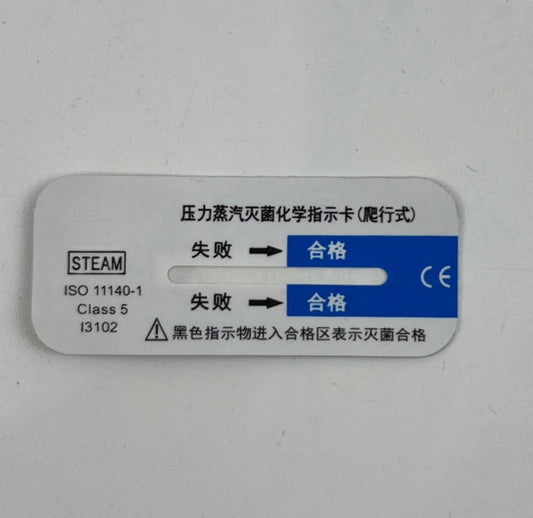 压力蒸汽灭菌化学指示卡(爬行式)
失败 → 合格
STEAM
CE
ISO 11140-1
Class 5
I3102
失败 → 合格
⚠ 黑色指示物进入合格区表示灭菌合格